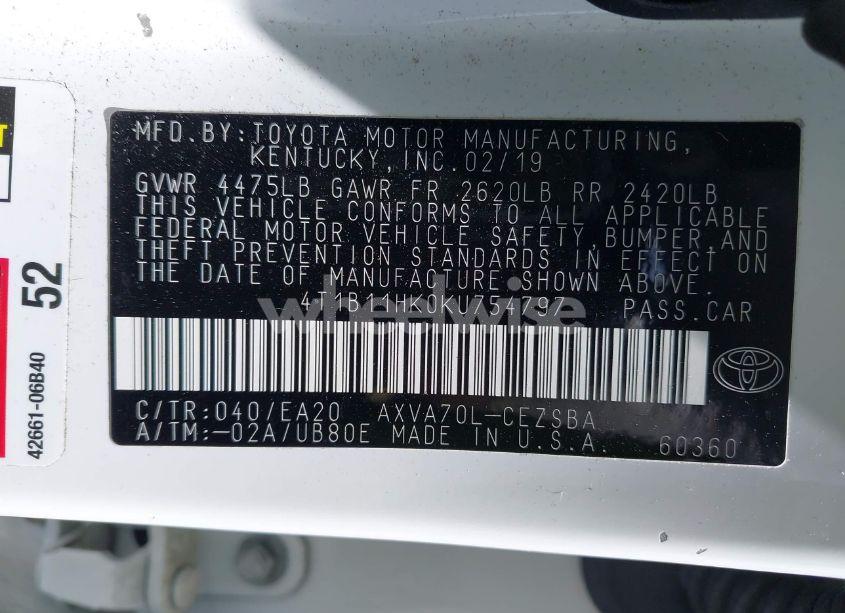 T
52
42661-06B40
MFD.BY:TOYOTA MOTOR MANUFACTURING,
KENTUCKY,INC.02/19
GVWR 4475LB GAWR FR 2620LB RR 2420LB
THIS VEHICLE CONFORMS TO ALL APPLICABLE
FEDERAL MOTOR VEHICLE SAFETY,BUMPER,AND
THEFT PREVENTION STANDARDS IN EFFECT ON
THE DATE OF MANUFACTURE SHOWN ABOVE.
4T1B11HK0KU754797 PASS.CAR
wheelwise
C/TR:040/EA20 AXVA70L-CEZSBA
A/TM:-02A/UB80E MADE IN U.S.A. 60360